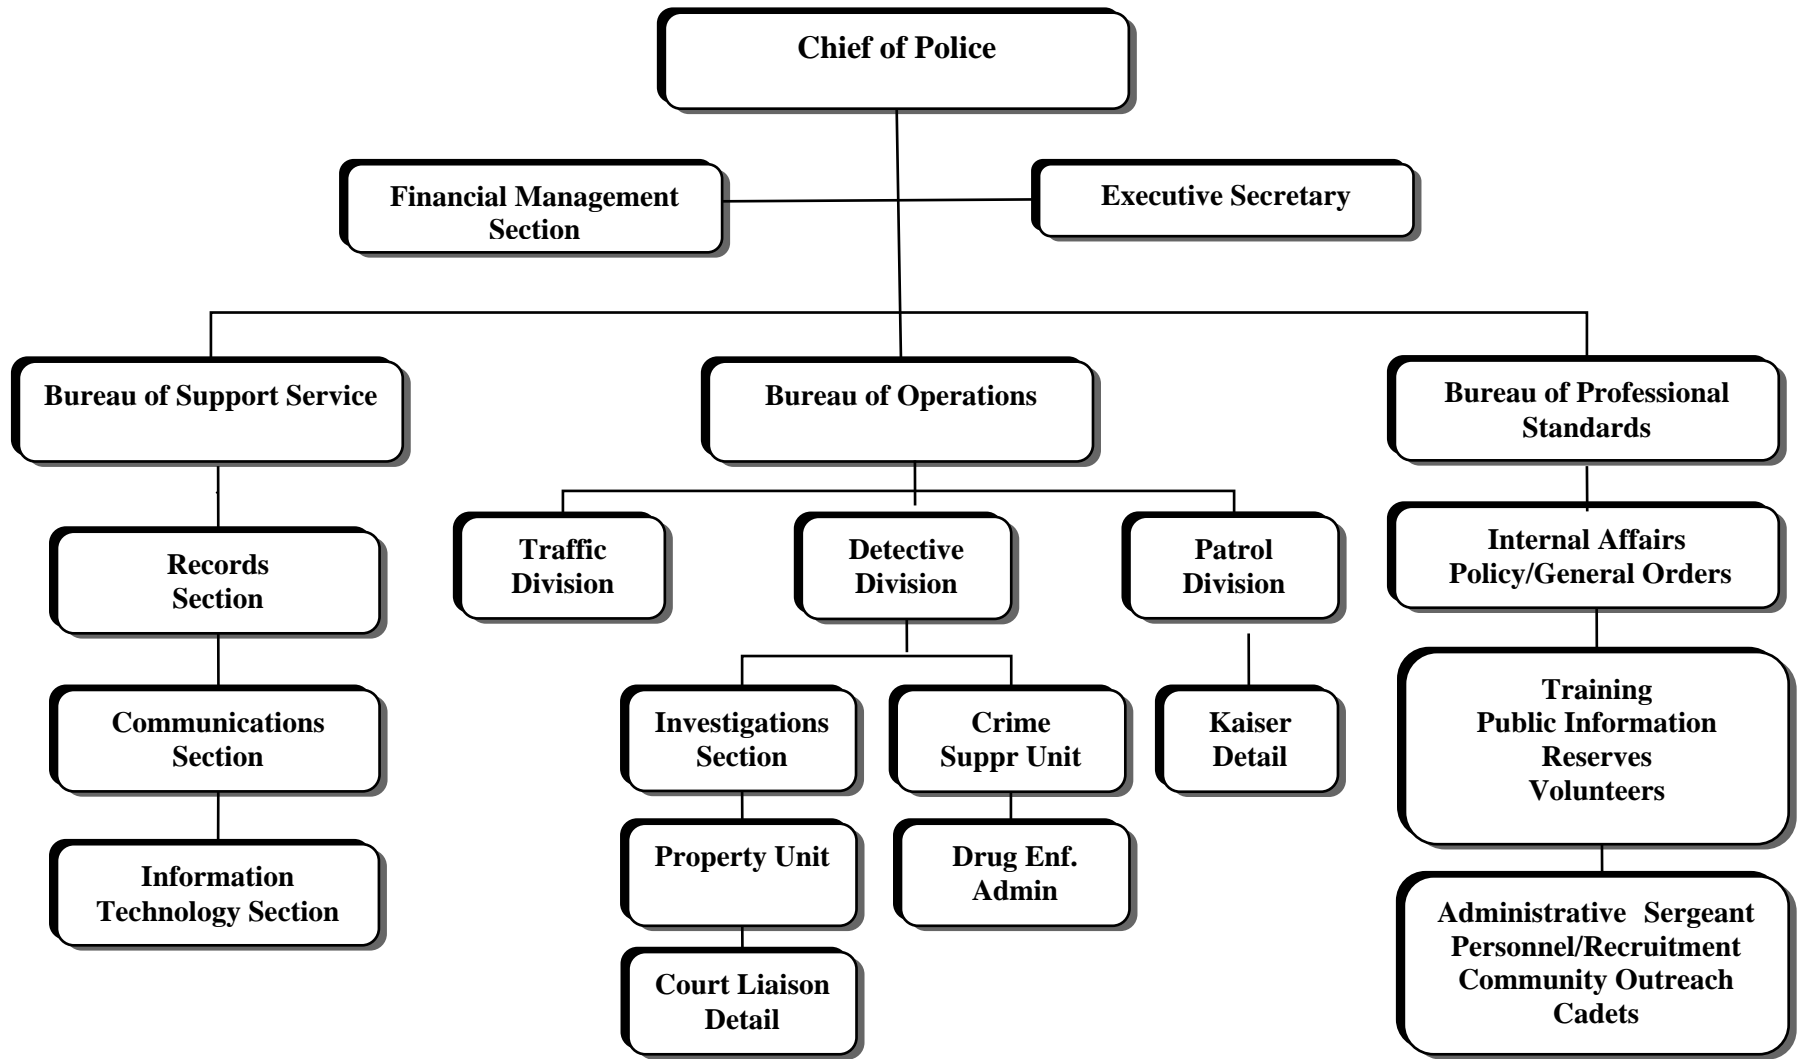 Chief of Police
Financial Management
Section
Executive Secretary
Bureau of Support Service
Bureau of Operations
Bureau of Professional
Standards
Traffic
Division
Detective
Division
Patrol
Division
Internal Affairs
Policy/General Orders
Records
Section
Communications
Section
Investigations
Section
Crime
Suppr Unit
Kaiser
Detail
Training
Public Information
Reserves
Volunteers
Information
Technology Section
Property Unit
Drug Enf.
Admin
Court Liaison
Detail
Administrative Sergeant
Personnel/Recruitment
Community Outreach
Cadets